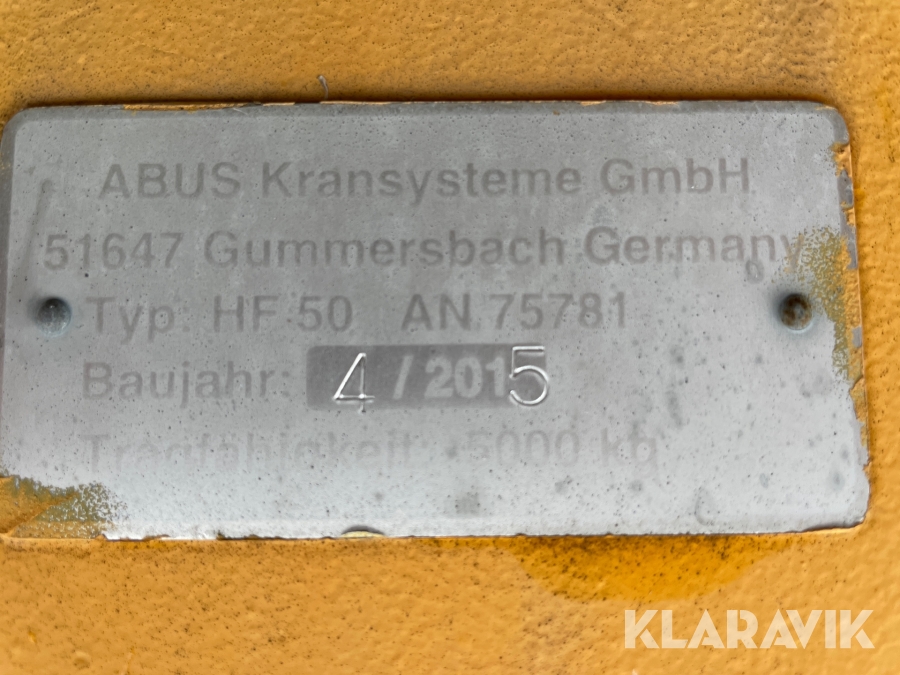 ABUS Kransysteme GmbH
51647 Gummersbach Germany
Typ: HF 50 AN 75781
Baujahr: 4/2015
Tragfähigkeit: 5000 kg
KLARAVIK